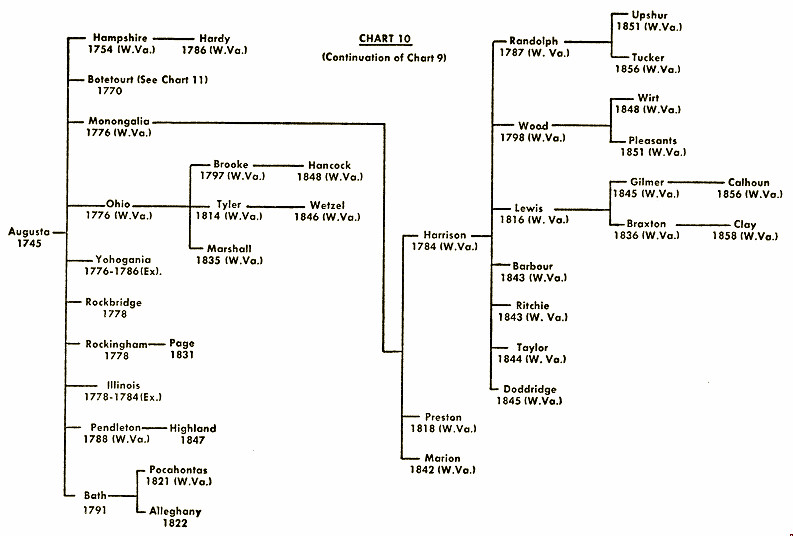 CHART 10
(Continuation of Chart 9)
Augusta
1745
Hampshire
1754 (W.Va.)
Hardy
1786 (W.Va.)
Botetourt (See Chart 11)
1770
Monongalia
1776 (W.Va.)
Ohio
1776 (W.Va.)
Brooke
1797 (W.Va.)
Hancock
1848 (W.Va.)
Tyler
1814 (W.Va.)
Wetzel
1846 (W.Va.)
Marshall
1835 (W.Va.)
Yohogania
1776-1786(Ex).
Rockbridge
1778
Rockingham
1778
Page
1831
Illinois
1778-1784(Ex.)
Pendleton
1788 (W.Va.)
Highland
1847
Bath
1791
Pocahontas
1821 (W.Va.)
Alleghany
1822
Harrison
1784 (W.Va.)
Preston
1818 (W.Va.)
Marion
1842 (W.Va.)
Randolph
1787 (W. Va.)
Upshur
1851 (W.Va.)
Tucker
1856 (W.Va.)
Wood
1798 (W.Va.)
Wirt
1848 (W.Va.)
Pleasants
1851 (W.Va.)
Lewis
1816 (W. Va.)
Gilmer
1845 (W.Va.)
Calhoun
1856 (W.Va.)
Braxton
1836 (W.Va.)
Clay
1858 (W.Va.)
Barbour
1843 (W.Va.)
Ritchie
1843 (W. Va.)
Taylor
1844 (W.Va.)
Doddridge
1845 (W.Va.)